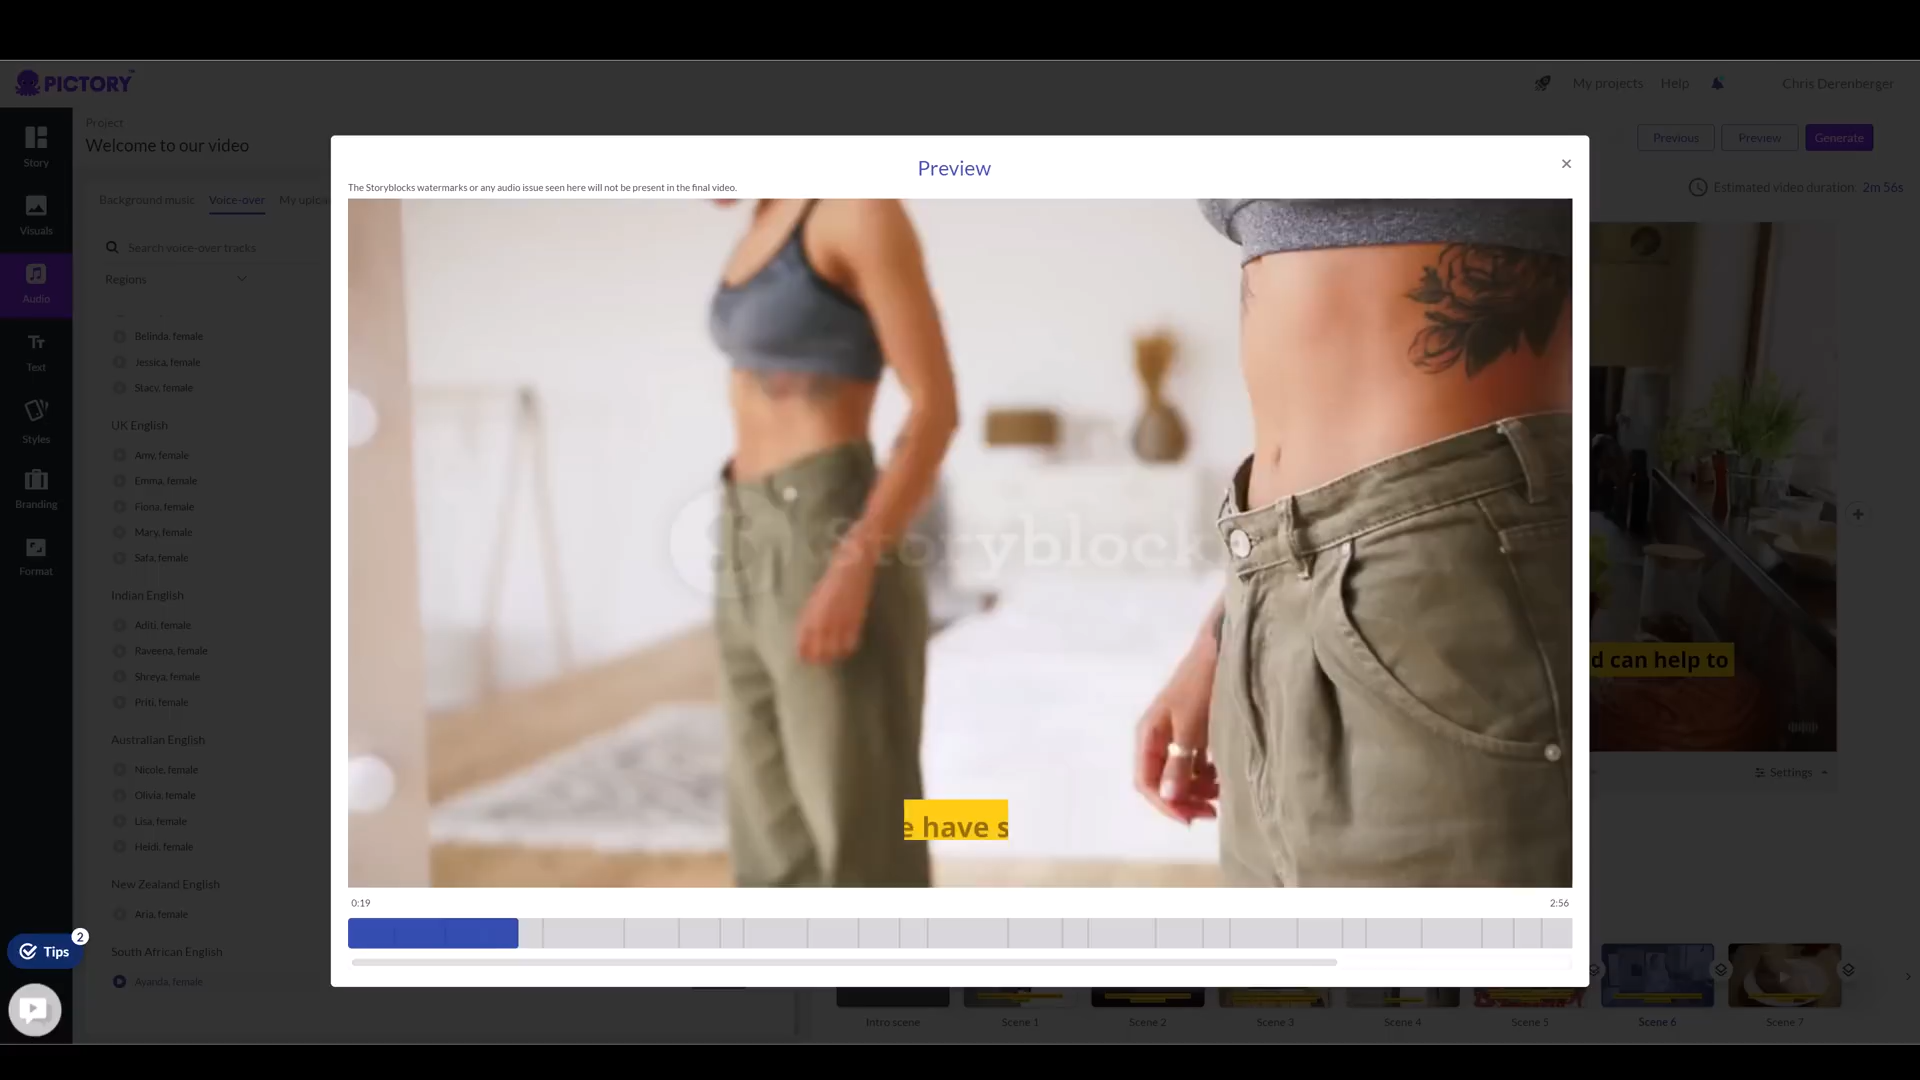 PICTORY
My projects
Help
Chris Derenberger
Project
Welcome to our video
Previous
Preview
Generate
Estimated video duration 2m 56s
Story
Visuals
Audio
Text
Styles
Branding
Format
Tips
2
Background music
Voice-over
My uploa
Search voice-over tracks
Regions
Belinda, female
Jessica, female
Stacy, female
UK English
Amy, female
Emma, female
Fiona, female
Mary, female
Safa, female
Indian English
Aditi, female
Raveena, female
Shreya, female
Priti, female
Australian English
Nicole, female
Olivia, female
Lisa, female
Heidi, female
New Zealand English
Aria, female
South African English
Ayanda, female
Preview
The Storyblocks watermarks or any audio issue seen here will not be present in the final video.
Storyblock
e have s
0:19
2:56
d can help to
Settings
Intro scene
Scene 1
Scene 2
Scene 3
Scene 4
Scene 5
Scene 6
Scene 7